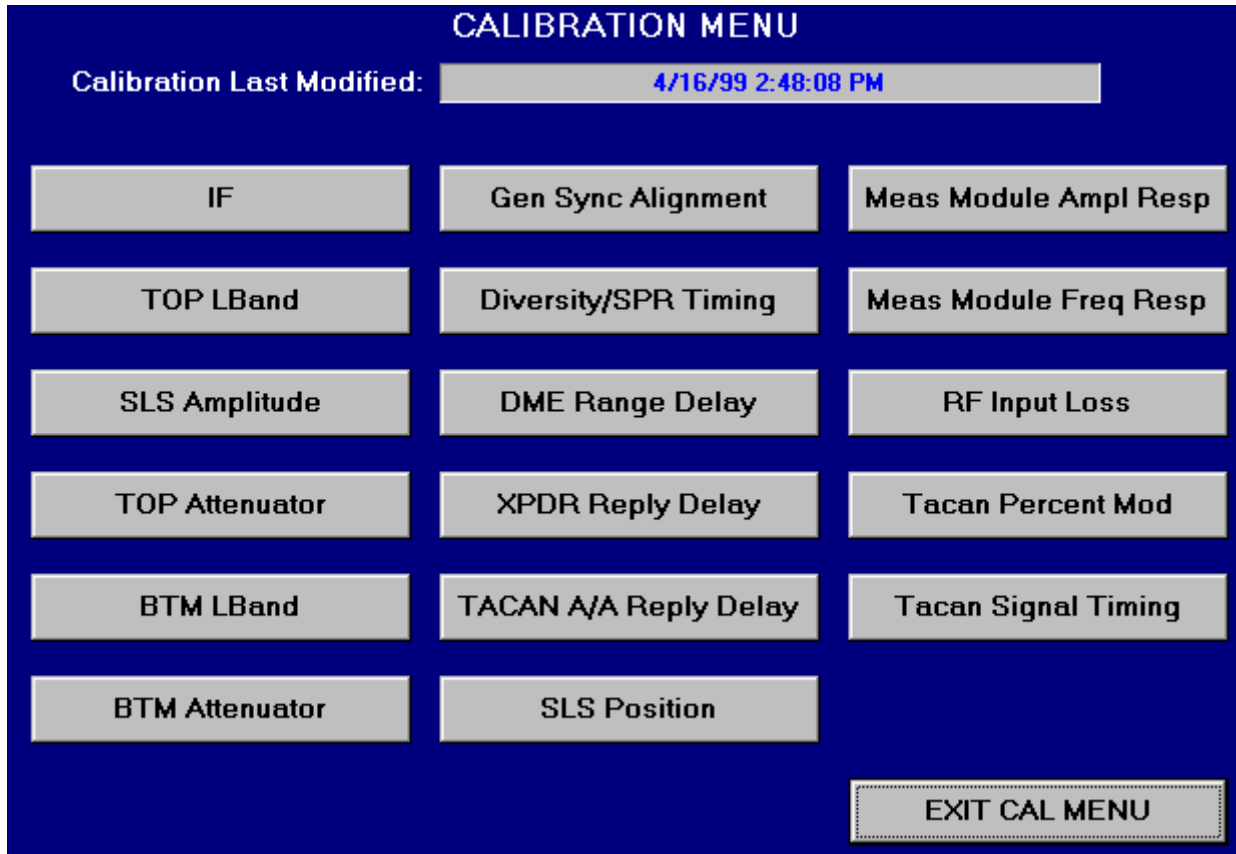 CALIBRATION MENU
Calibration Last Modified: 4/16/99 2:48:08 PM
IF
Gen Sync Alignment
Meas Module Ampl Resp
TOP LBand
Diversity/SPR Timing
Meas Module Freq Resp
SLS Amplitude
DME Range Delay
RF Input Loss
TOP Attenuator
XPDR Reply Delay
Tacan Percent Mod
BTM LBand
TACAN A/A Reply Delay
Tacan Signal Timing
BTM Attenuator
SLS Position
EXIT CAL MENU